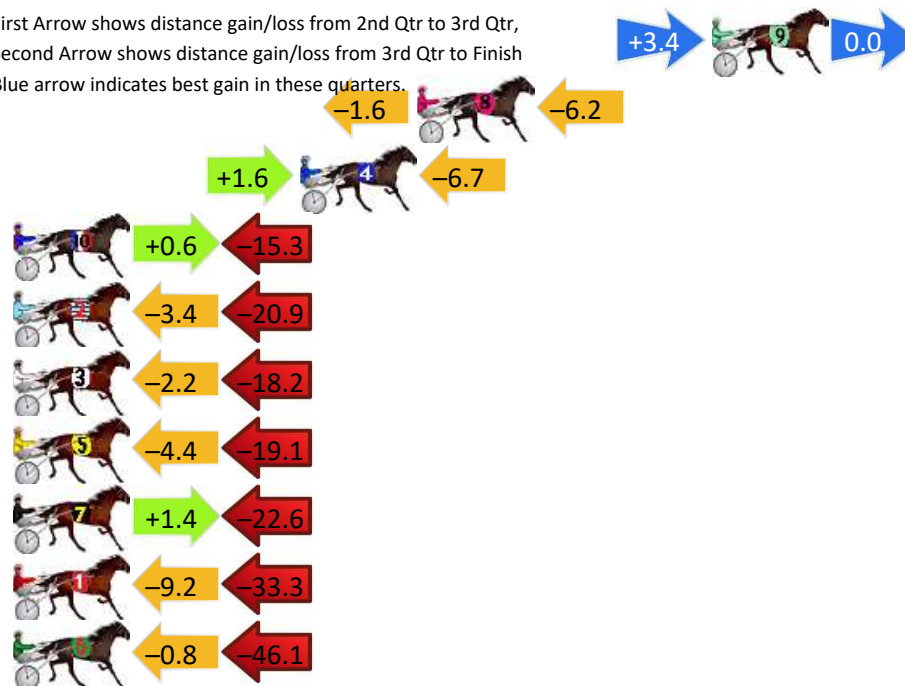 irst Arrow shows distance gain/loss from 2nd Qtr to 3rd Qtr,
econd Arrow shows distance gain/loss from 3rd Qtr to Finish
Blue arrow indicates best gain in these quarters.
+3.4 9 0.0
–1.6 8 –6.2
+1.6 4 –6.7
10 +0.6 –15.3
2 –3.4 –20.9
3 –2.2 –18.2
5 –4.4 –19.1
7 +1.4 –22.6
1 –9.2 –33.3
6 –0.8 –46.1